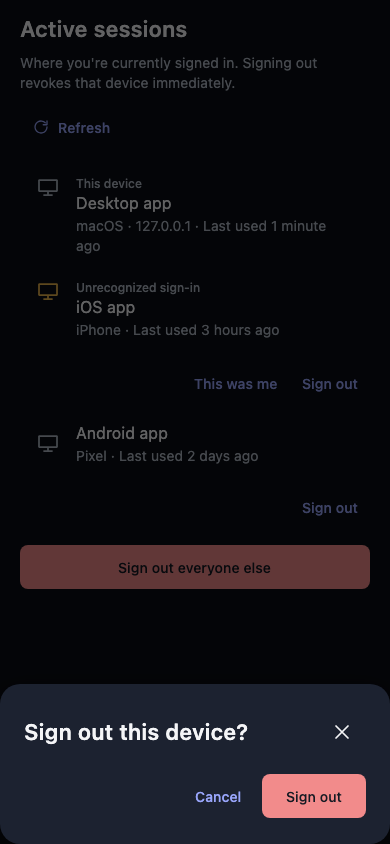 Active sessions
Where you're currently signed in. Signing out
revokes that device immediately.
Refresh
This device
Desktop app
macOS · 127.0.0.1 · Last used 1 minute
ago
Unrecognized sign-in
iOS app
iPhone · Last used 3 hours ago
This was me Sign out
Android app
Pixel · Last used 2 days ago
Sign out
Sign out everyone else
Sign out this device?
Cancel Sign out